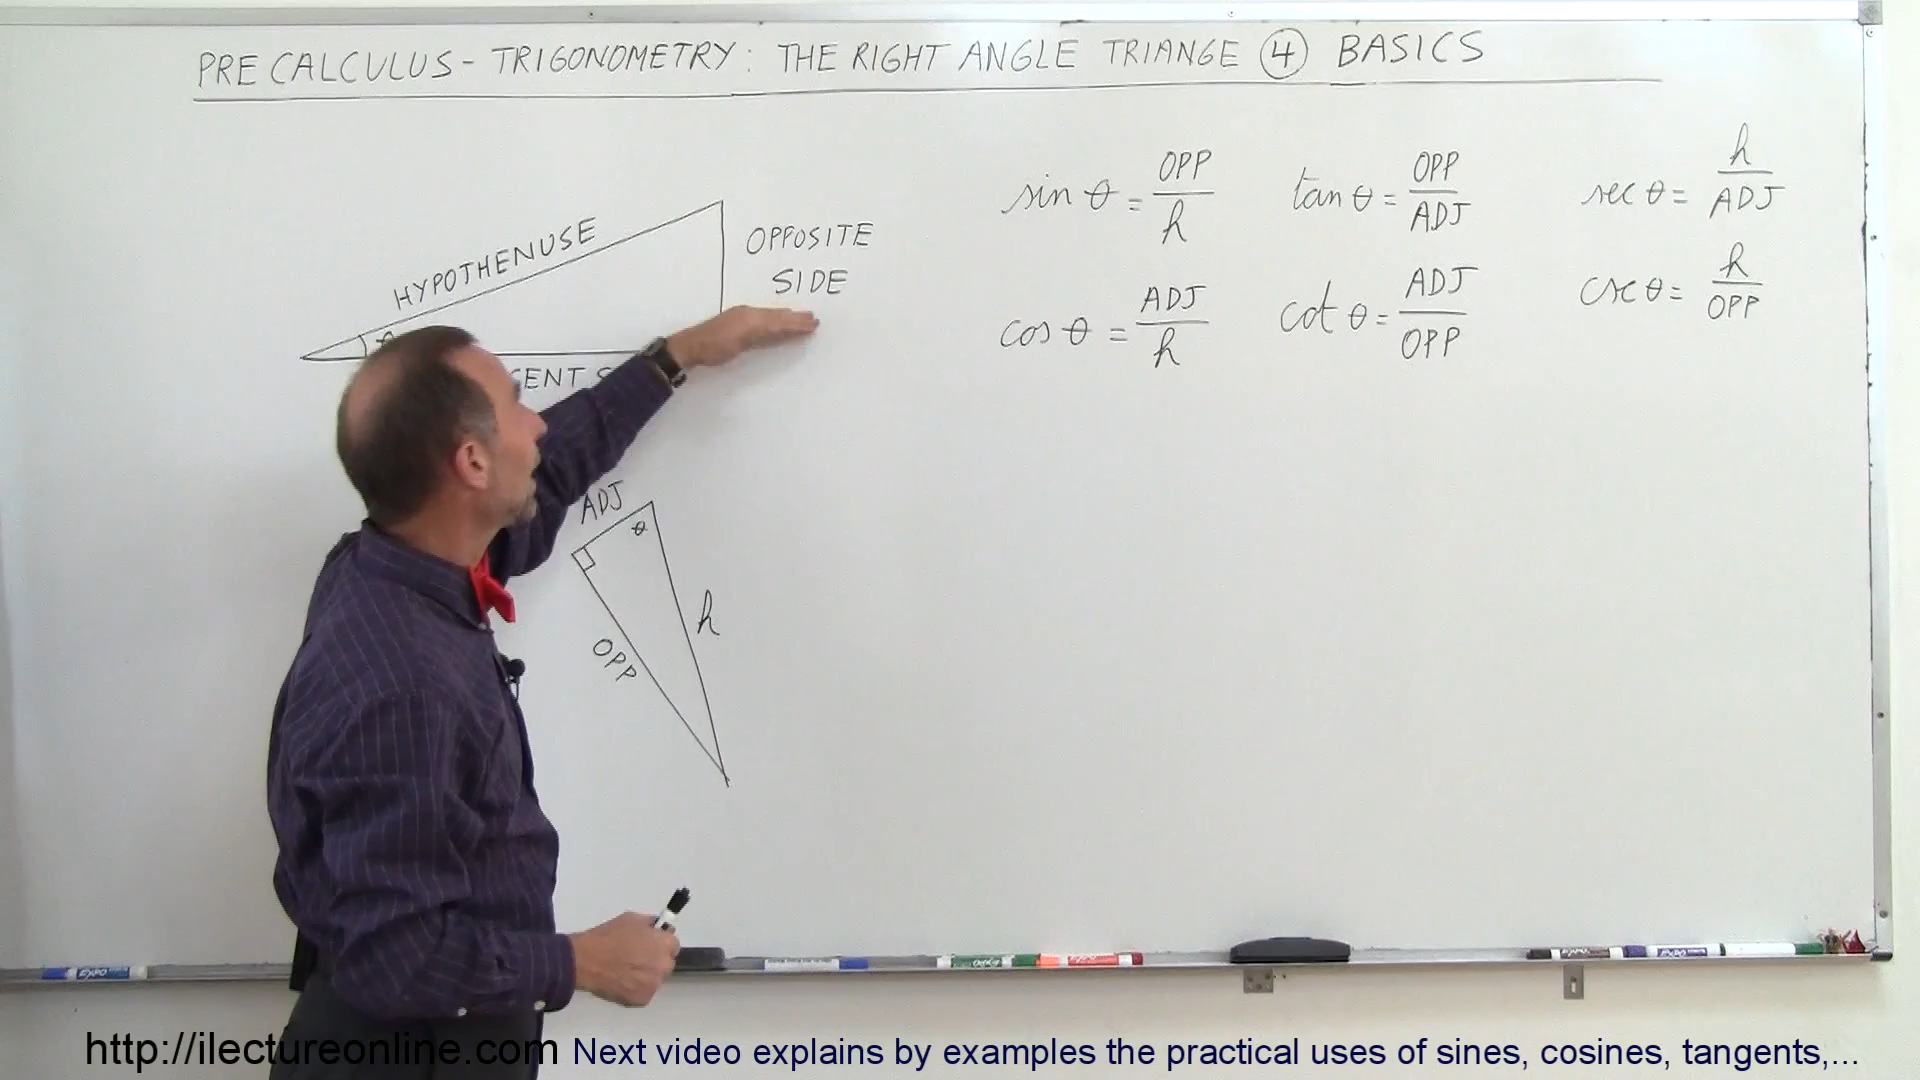 PRE CALCULUS - TRIGONOMETRY: THE RIGHT ANGLE TRIANGE ④ BASICS
HYPOTHENUSE
OPPOSITE
SIDE
θ
ADJ
θ
h
OPP
sin θ = OPP/h
tan θ = OPP/ADJ
sec θ = h/ADJ
cos θ = ADJ/h
cot θ = ADJ/OPP
csc θ = h/OPP
EXPO
http://ilectureonline.com Next video explains by examples the practical uses of sines, cosines, tangents,...